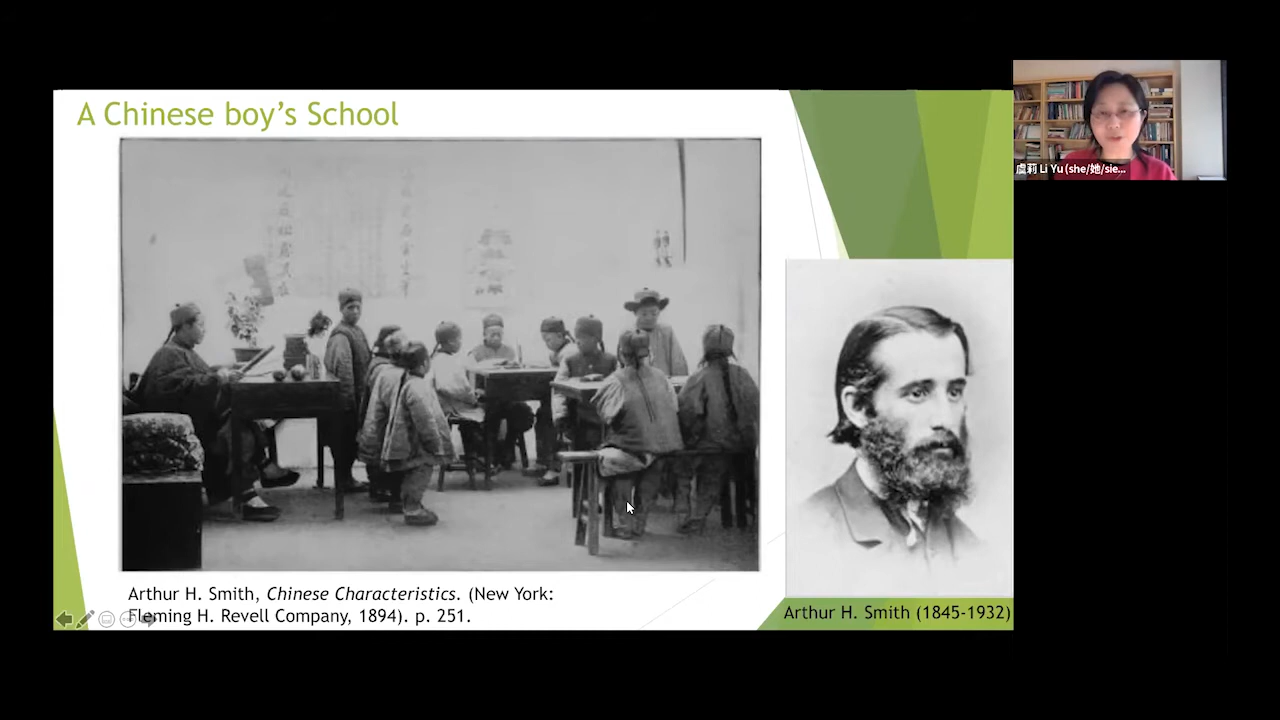 A Chinese boy's School
Arthur H. Smith, Chinese Characteristics. (New York:
Fleming H. Revell Company, 1894). p. 251.
Arthur H. Smith (1845-1932)
虞莉 Li Yu (she/她/sie...